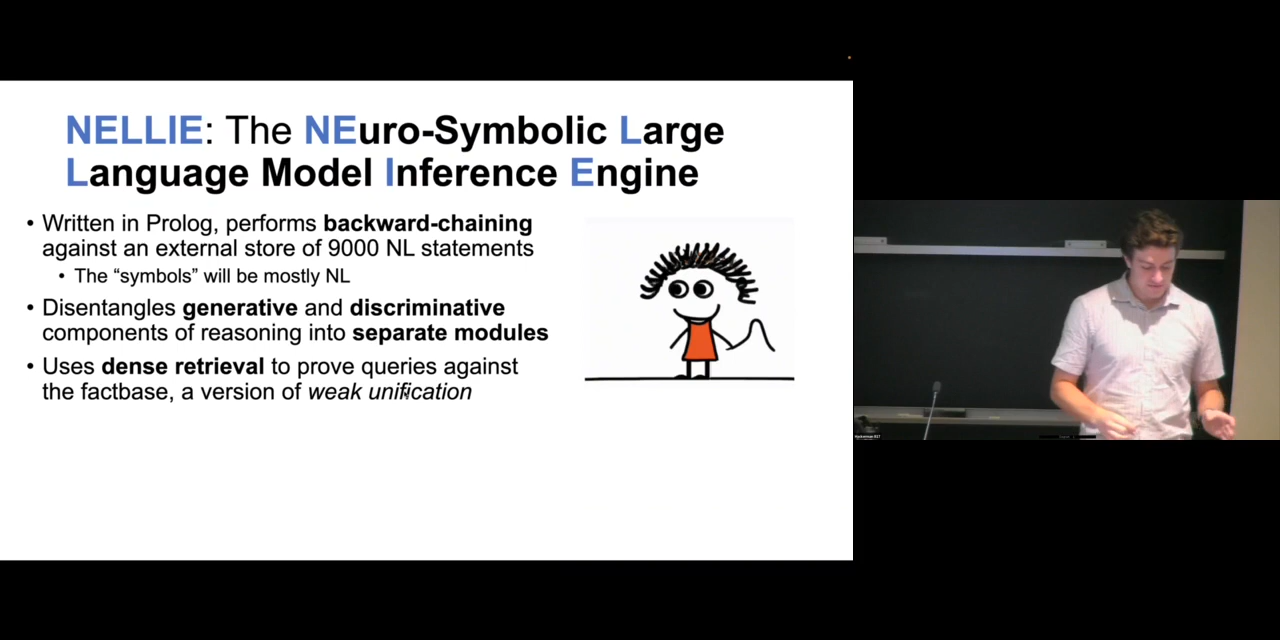 NELLIE: The NEuro-Symbolic Large
Language Model Inference Engine
• Written in Prolog, performs backward-chaining
against an external store of 9000 NL statements
• The “symbols” will be mostly NL
• Disentangles generative and discriminative
components of reasoning into separate modules
• Uses dense retrieval to prove queries against
the factbase, a version of weak unification